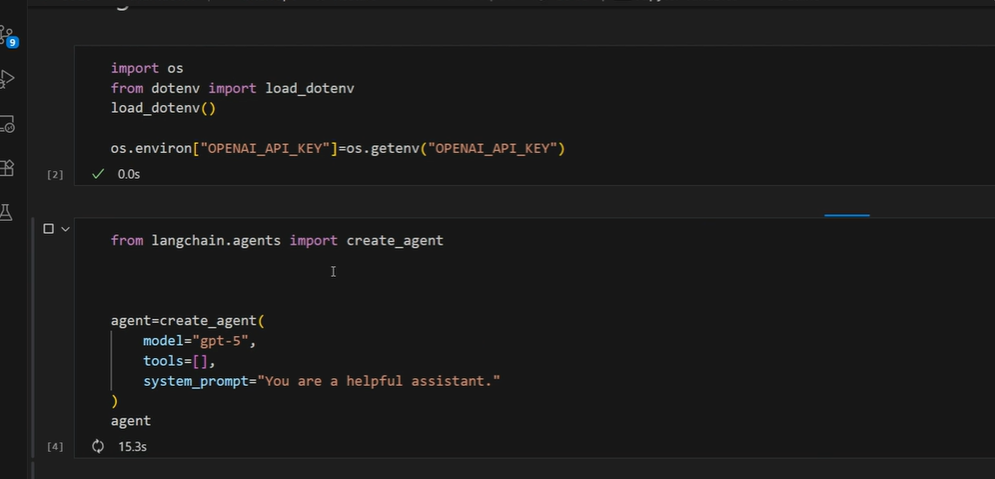 9
import os
from dotenv import load_dotenv
load_dotenv()
os.environ["OPENAI_API_KEY"]=os.getenv("OPENAI_API_KEY")
[2]
0.0s
from langchain.agents import create_agent
agent=create_agent(
model="gpt-5",
tools=[],
system_prompt="You are a helpful assistant."
)
agent
[4]
15.3s